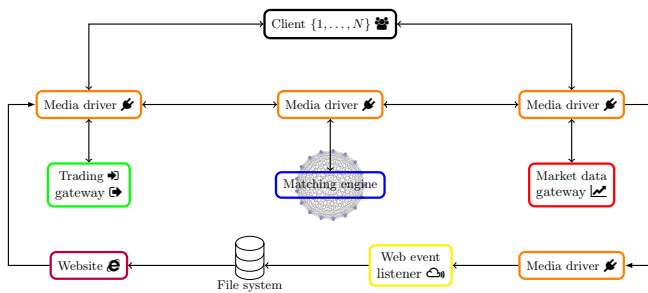 Client {1, . . . , N}
Media driver
Media driver
Media driver
Trading
gateway
Matching engine
Market data
gateway
Website
File system
Web event
listener
Media driver